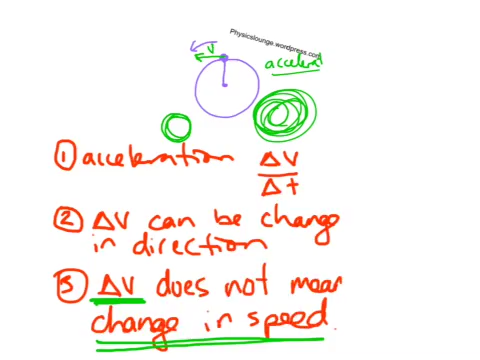 Physicslounge.wordpress.com
V
accelerat
① acceleration ΔV/Δt
② ΔV can be change
in direction
③ ΔV does not mean
change in speed.